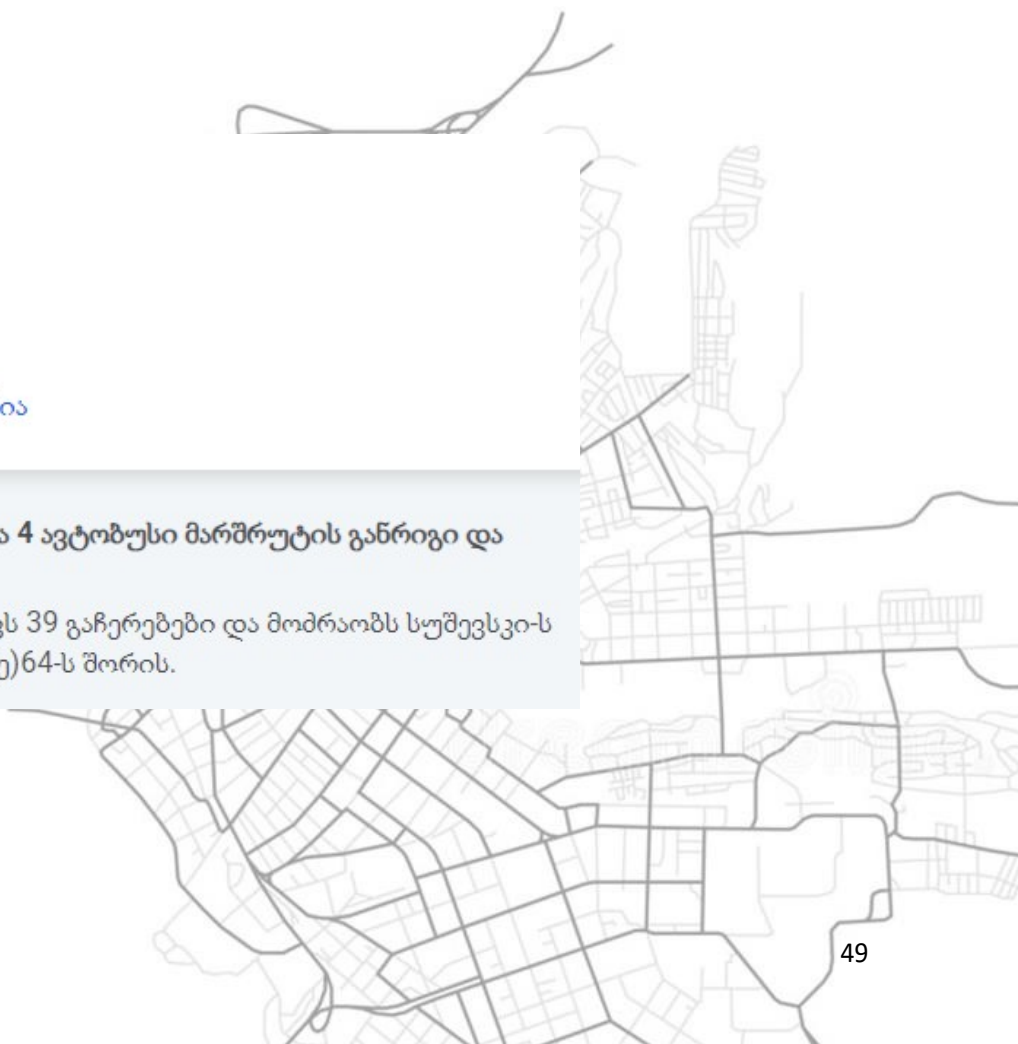 ია
ა 4 ავტობუსი მარშრუტის განრიგი და
ს 39 გაჩერებები და მოძრაობს სუშევსკი-ს
)64-ს შორის.
49